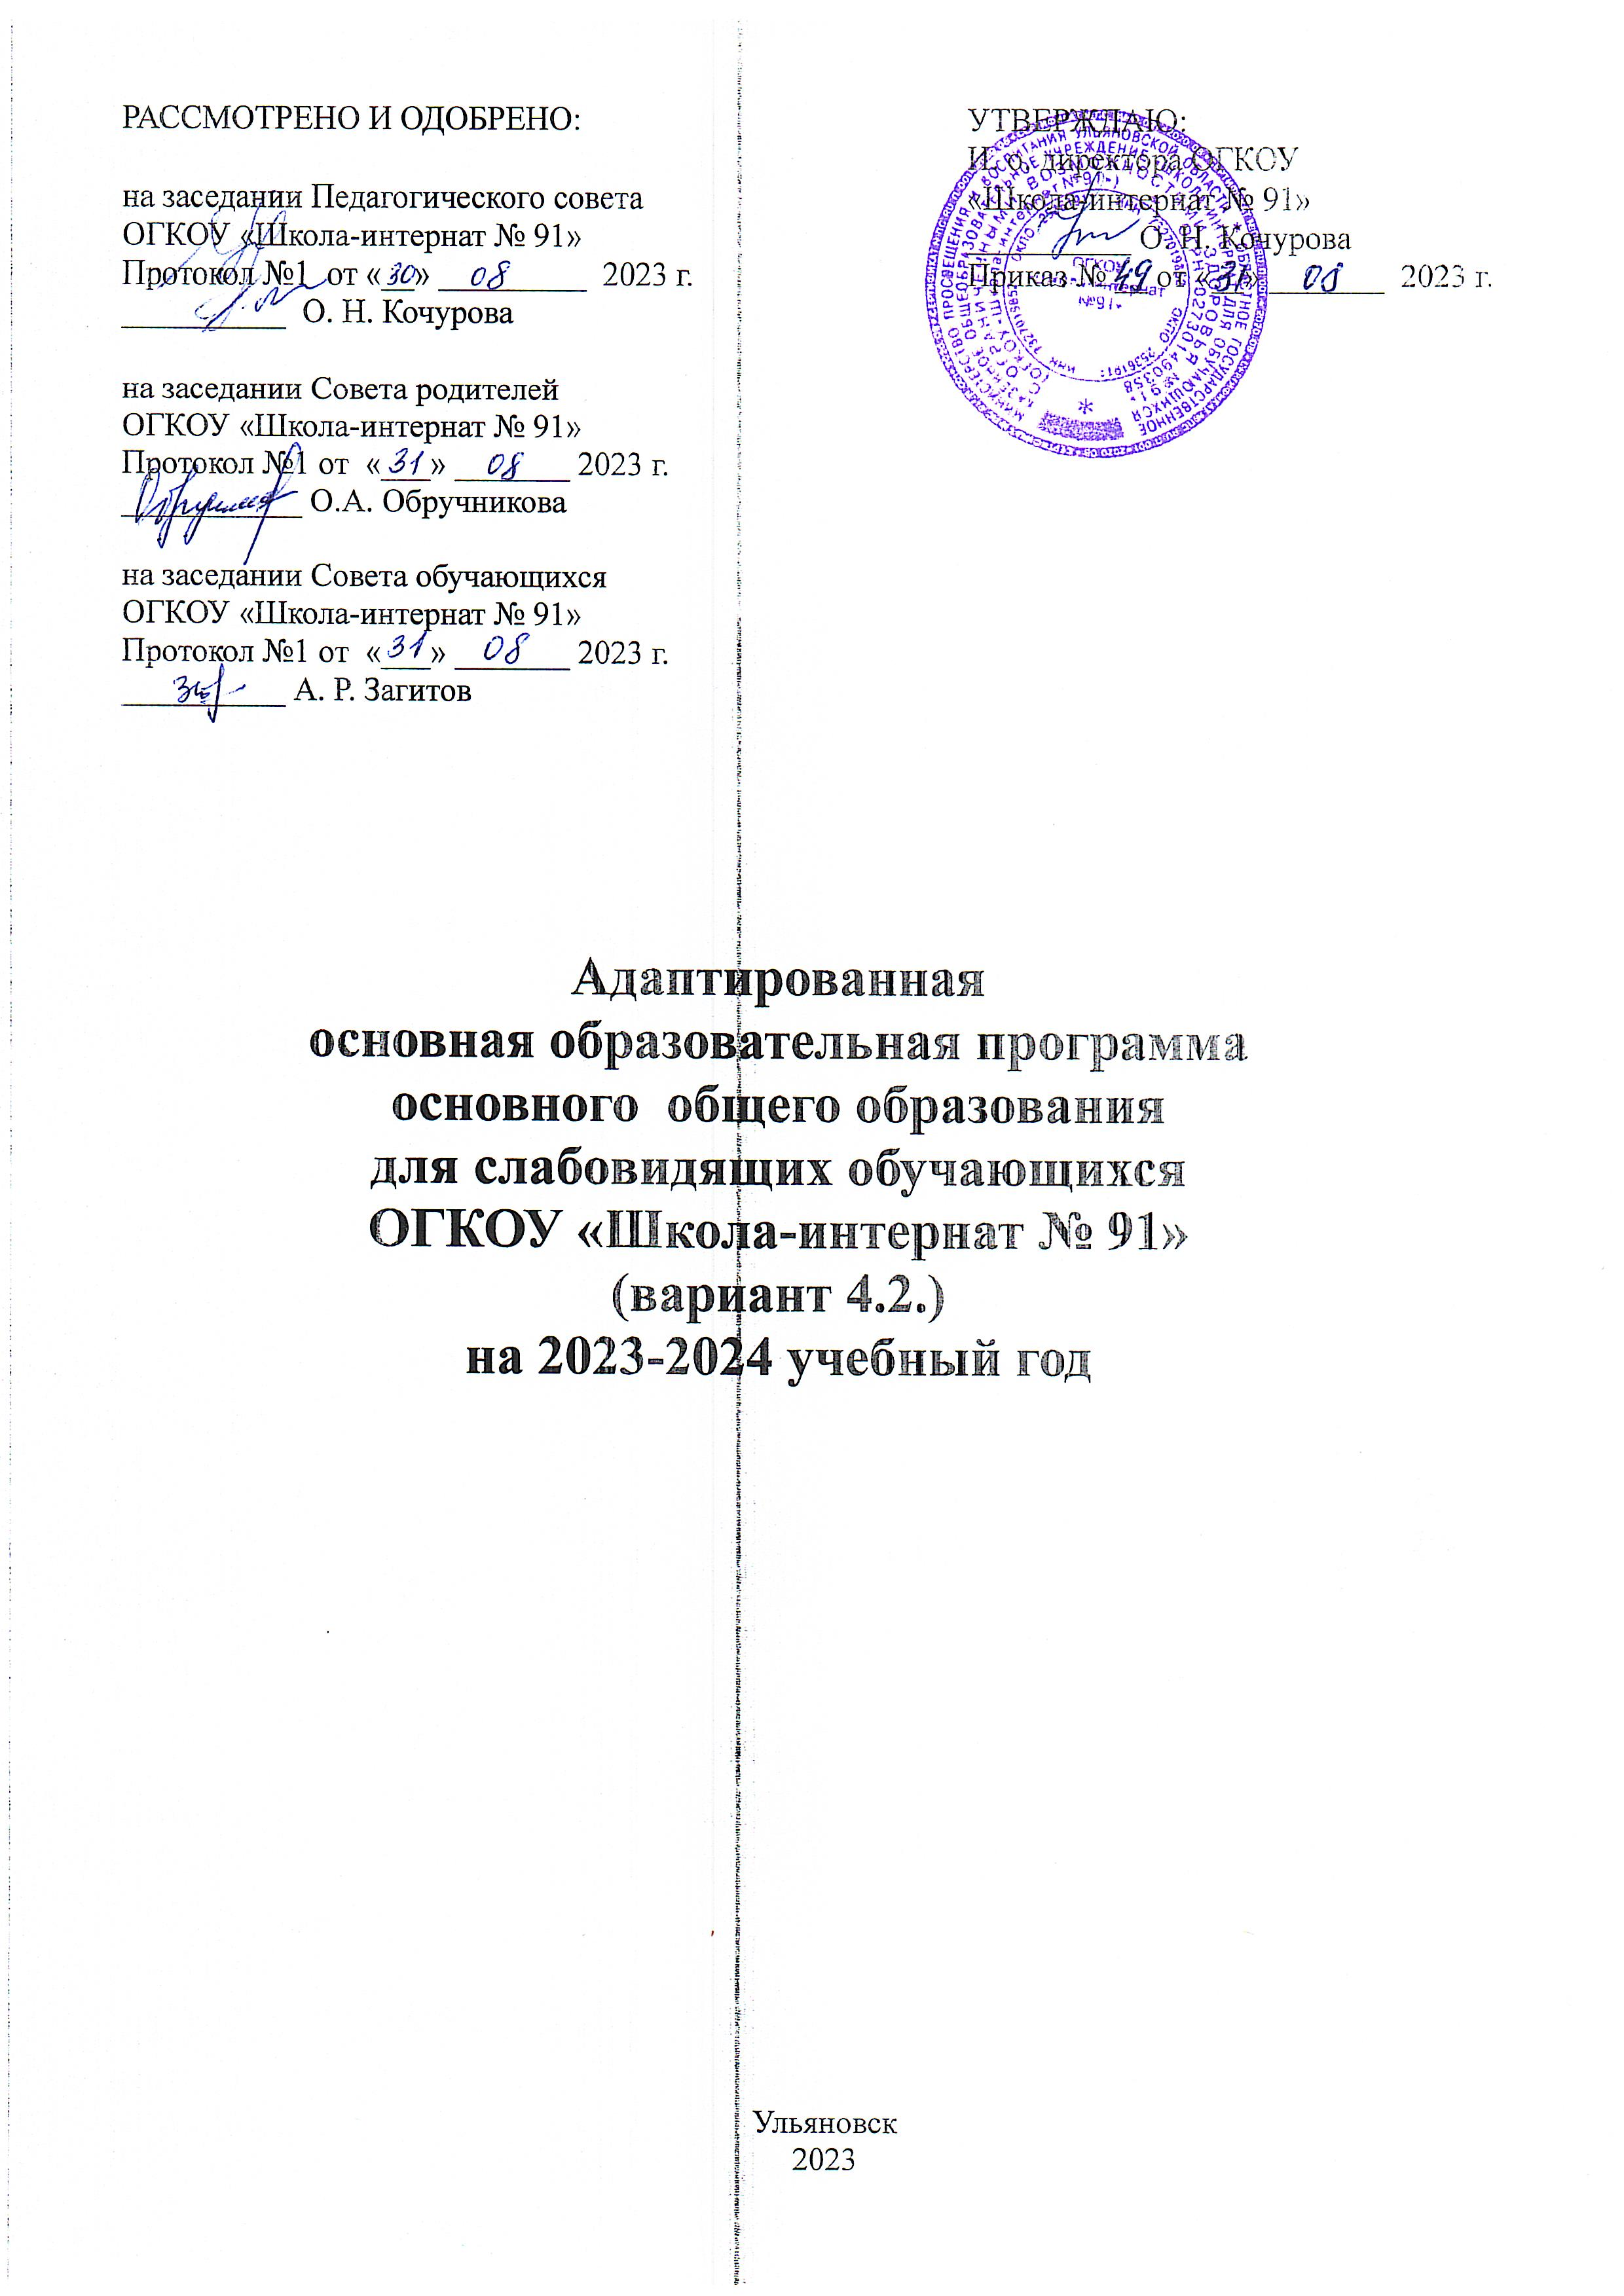 РАССМОТРЕНО И ОДОБРЕНО:
на заседании Педагогического совета
ОГКОУ «Школа-интернат № 91»
Протокол №1 от «30» 08 2023 г.
О. Н. Кочурова
на заседании Совета родителей
ОГКОУ «Школа-интернат № 91»
Протокол №1 от «31» 08 2023 г.
О.А. Обручникова
на заседании Совета обучающихся
ОГКОУ «Школа-интернат № 91»
Протокол №1 от «31» 08 2023 г.
А. Р. Загитов
УТВЕРЖДАЮ:
И. о. директора ОГКОУ
«Школа-интернат № 91»
О. Н. Кочурова
Приказ № 49 от «31» 08 2023 г.
Адаптированная
основная образовательная программа
основного общего образования
для слабовидящих обучающихся
ОГКОУ «Школа-интернат № 91»
(вариант 4.2.)
на 2023-2024 учебный год
Ульяновск
2023